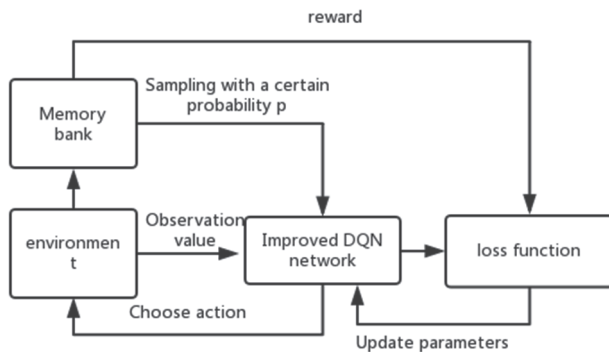 reward
Sampling with a certain
probability p
Memory
bank
Observation
value
environmen
t
Improved DQN
network
loss function
Choose action
Update parameters